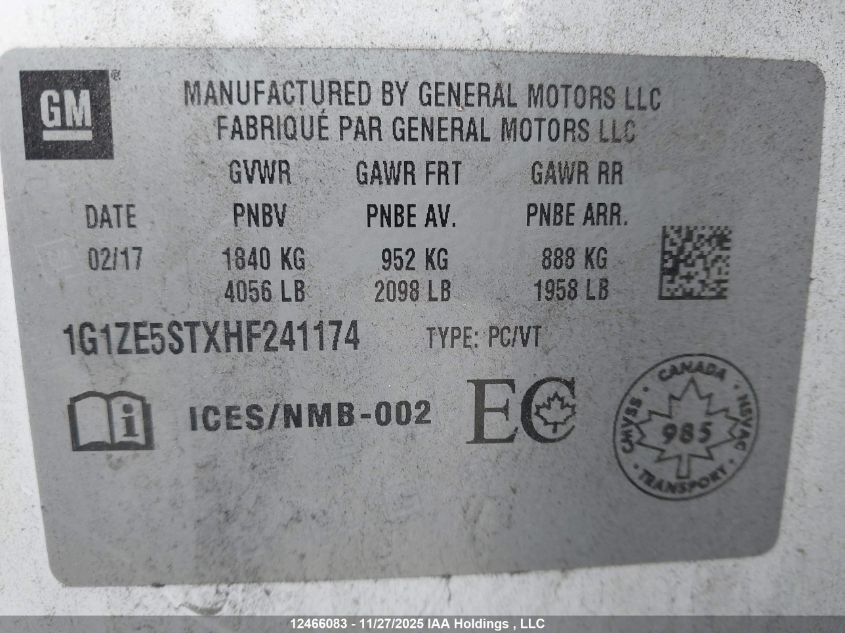 GM
MANUFACTURED BY GENERAL MOTORS LLC
FABRIQUÉ PAR GENERAL MOTORS LLC
GVWR GAWR FRT GAWR RR
DATE PNBV PNBE AV. PNBE ARR.
02/17 1840 KG 952 KG 888 KG
4056 LB 2098 LB 1958 LB
1G1ZE5STXHF241174 TYPE: PC/VT
ICES/NMB-002
EC
CANADA
CMVSS 985 NSVAC
TRANSPORT
12466083 - 11/27/2025 IAA Holdings , LLC